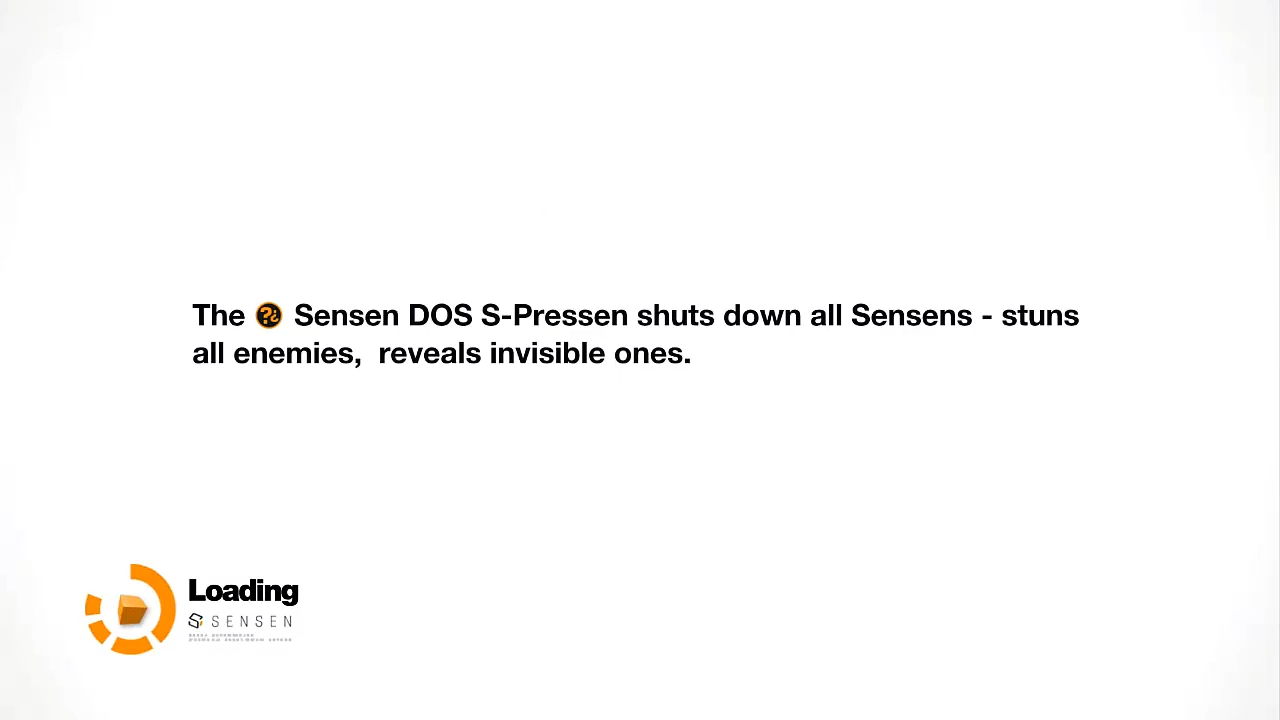 The Sensen DOS S-Pressen shuts down all Sensens - stuns
all enemies,  reveals invisible ones.
Loading
SENSEN